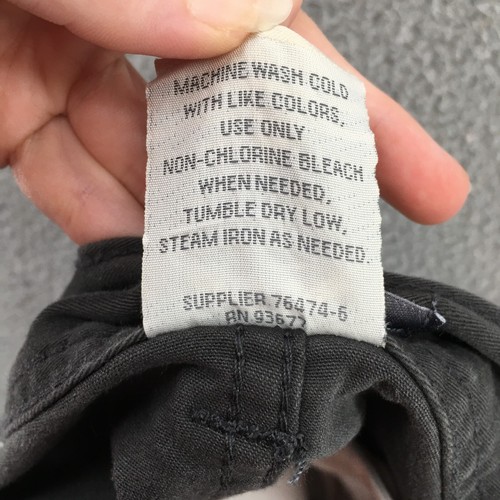 MACHINE WASH COLD
WITH LIKE COLORS,
USE ONLY
NON-CHLORINE BLEACH
WHEN NEEDED,
TUMBLE DRY LOW,
STEAM IRON AS NEEDED.
SUPPLIER 76474-6
RN 93677